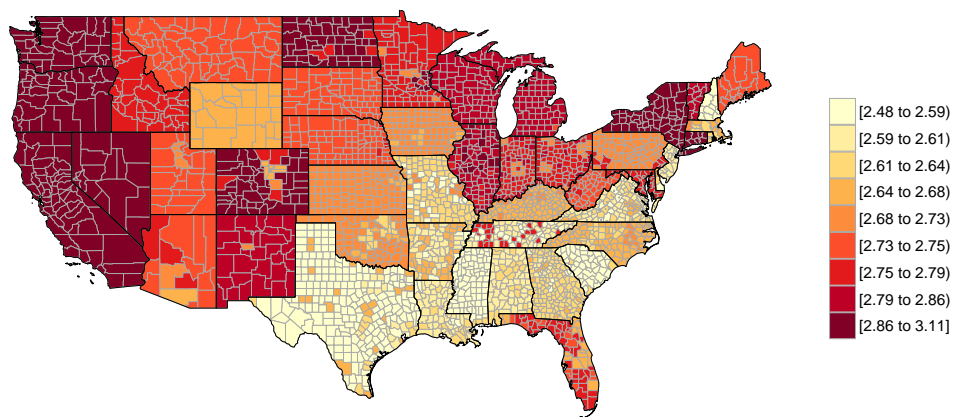 [2.48 to 2.59)
[2.59 to 2.61)
[2.61 to 2.64)
[2.64 to 2.68)
[2.68 to 2.73)
[2.73 to 2.75)
[2.75 to 2.79)
[2.79 to 2.86)
[2.86 to 3.11]